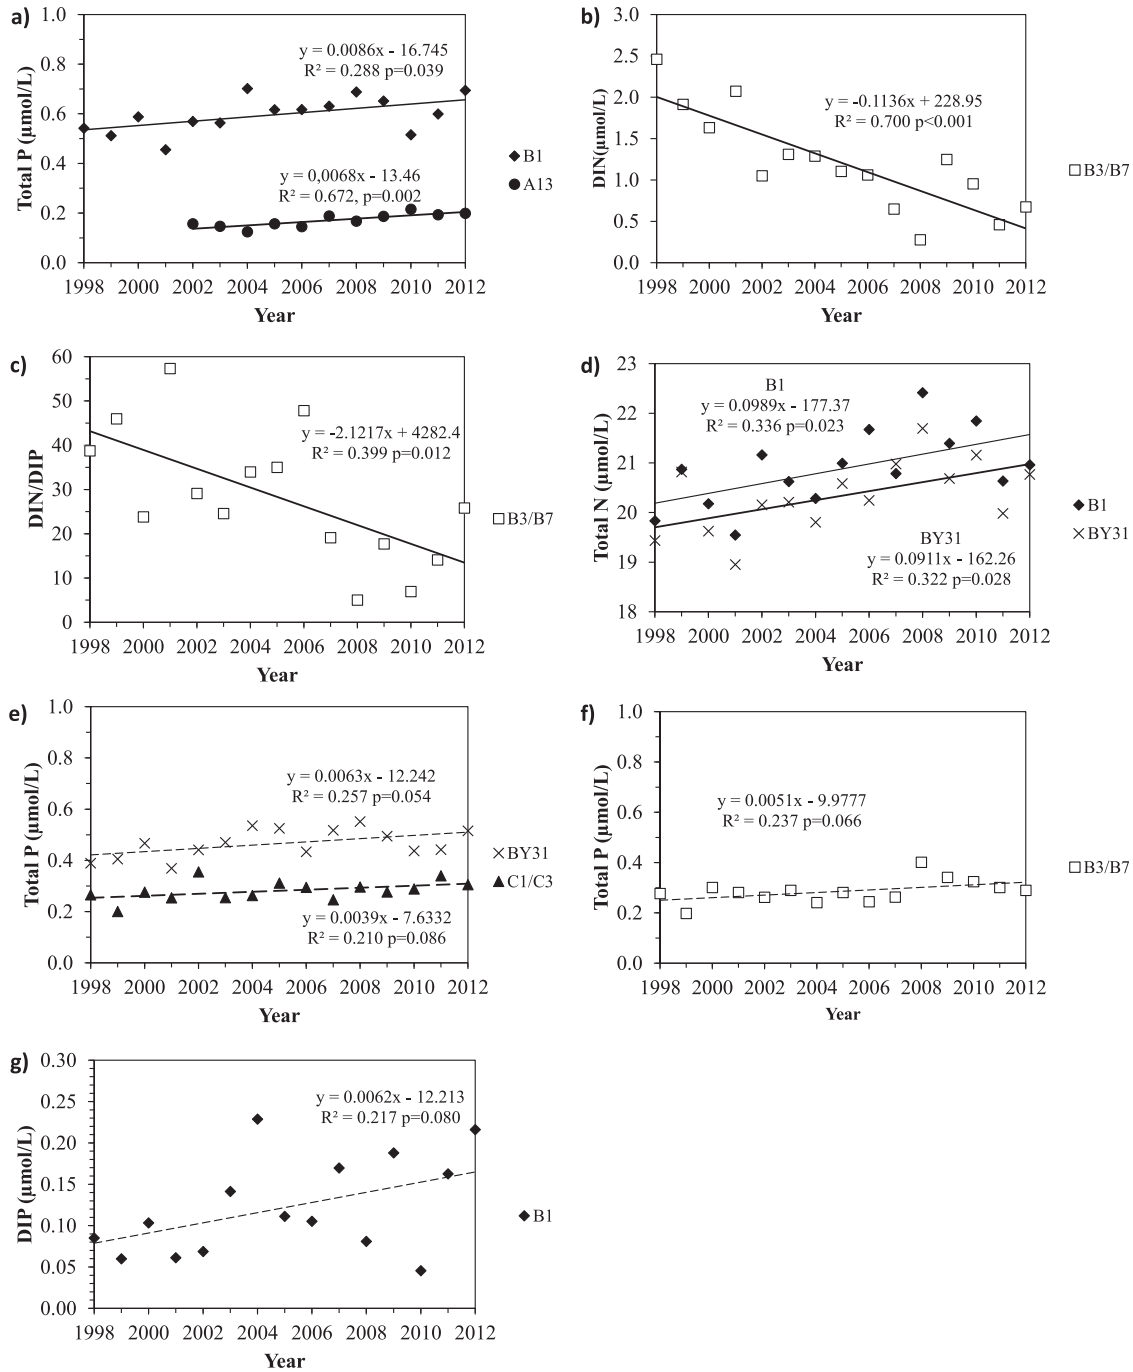 a)
1.0
0.8
0.6
0.4
0.2
0.0
Total P (µmol/L)
y = 0.0086x - 16.745
R² = 0.288 p=0.039
y = 0,0068x - 13.46
R² = 0.672, p=0.002
1998 2000 2002 2004 2006 2008 2010 2012
Year
B1
A13
b)
3.0
2.5
2.0
1.5
1.0
0.5
0.0
DIN(µmol/L)
y = -0.1136x + 228.95
R² = 0.700 p<0.001
1998 2000 2002 2004 2006 2008 2010 2012
Year
B3/B7
c)
60
50
40
30
20
10
0
DIN/DIP
y = -2.1217x + 4282.4
R² = 0.399 p=0.012
1998 2000 2002 2004 2006 2008 2010 2012
Year
B3/B7
d)
23
22
21
20
19
18
Total N (µmol/L)
B1
y = 0.0989x - 177.37
R² = 0.336 p=0.023
BY31
y = 0.0911x - 162.26
R² = 0.322 p=0.028
1998 2000 2002 2004 2006 2008 2010 2012
Year
B1
BY31
e)
1.0
0.8
0.6
0.4
0.2
0.0
Total P (µmol/L)
y = 0.0063x - 12.242
R² = 0.257 p=0.054
y = 0.0039x - 7.6332
R² = 0.210 p=0.086
1998 2000 2002 2004 2006 2008 2010 2012
Year
BY31
C1/C3
f)
1.0
0.8
0.6
0.4
0.2
0.0
Total P (µmol/L)
y = 0.0051x - 9.9777
R² = 0.237 p=0.066
1998 2000 2002 2004 2006 2008 2010 2012
Year
B3/B7
g)
0.30
0.25
0.20
0.15
0.10
0.05
0.00
DIP (µmol/L)
y = 0.0062x - 12.213
R² = 0.217 p=0.080
1998 2000 2002 2004 2006 2008 2010 2012
Year
B1